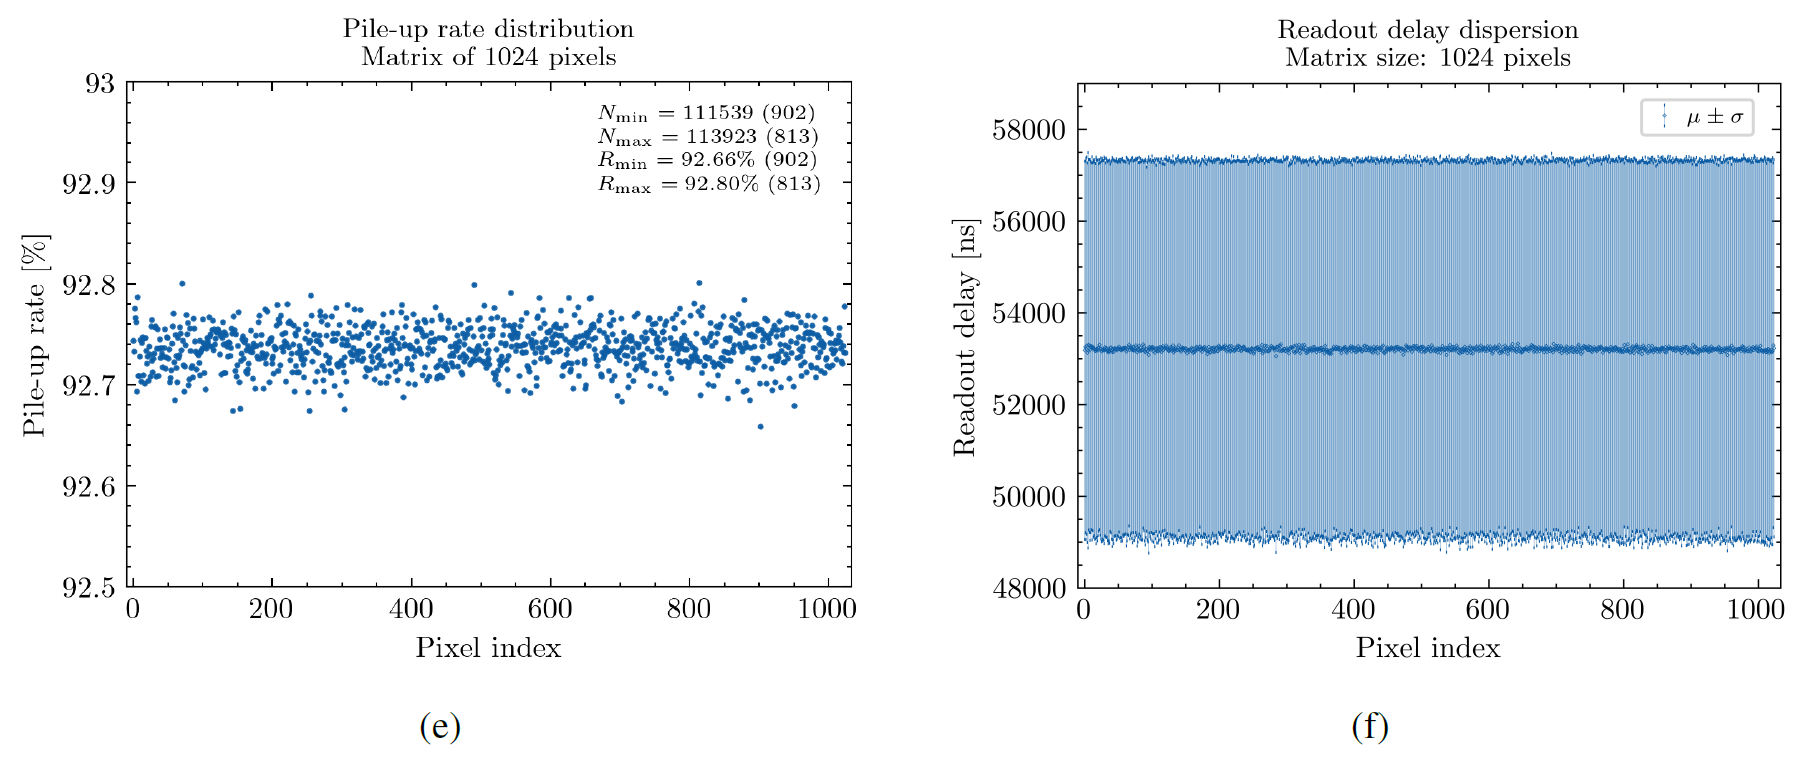 Pile-up rate distribution
Matrix of 1024 pixels
93
92.9
92.8
92.7
92.6
92.5
Pile-up rate [%]
N_min = 111539 (902)
N_max = 113923 (813)
R_min = 92.66% (902)
R_max = 92.80% (813)
0 200 400 600 800 1000
Pixel index
(e)
Readout delay dispersion
Matrix size: 1024 pixels
58000
56000
54000
52000
50000
48000
Readout delay [ns]
μ ± σ
0 200 400 600 800 1000
Pixel index
(f)